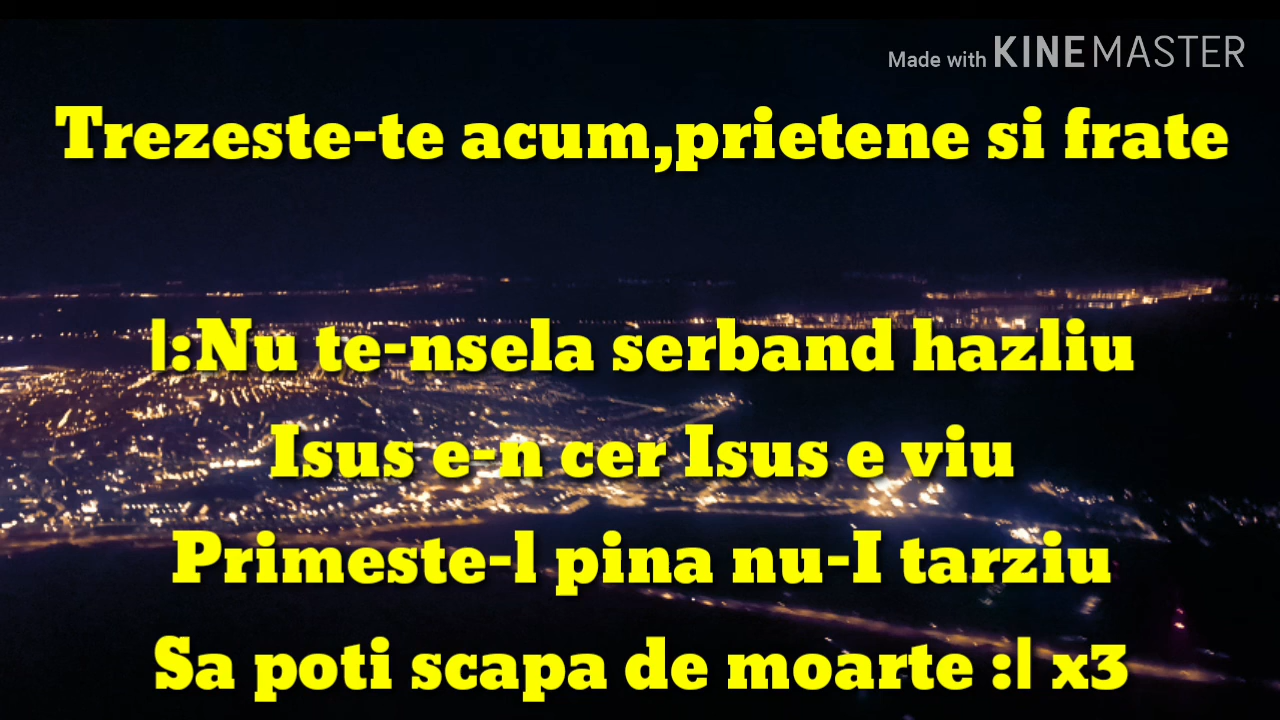 Made with KINEMASTER
Trezeste-te acum,prietene si frate
|:Nu te-nsela serband hazliu
Isus e-n cer Isus e viu
Primeste-l pina nu-I tarziu
Sa poti scapa de moarte :| x3